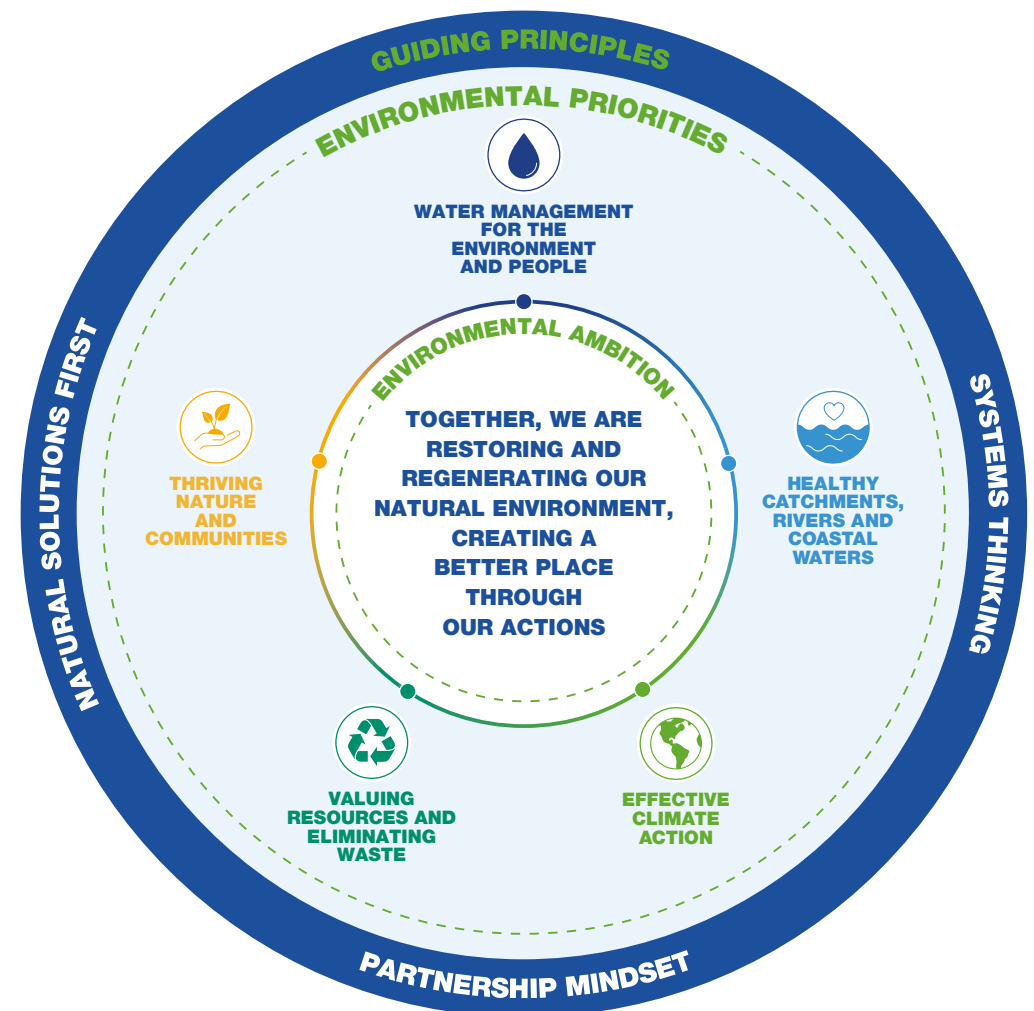 GUIDING PRINCIPLES
ENVIRONMENTAL PRIORITIES
WATER MANAGEMENT
FOR THE
ENVIRONMENT
AND PEOPLE
ENVIRONMENTAL AMBITION
TOGETHER, WE ARE
RESTORING AND
REGENERATING OUR
NATURAL ENVIRONMENT,
CREATING A
BETTER PLACE
THROUGH
OUR ACTIONS
NATURAL SOLUTIONS FIRST
THRIVING
NATURE
AND
COMMUNITIES
HEALTHY
CATCHMENTS,
RIVERS AND
COASTAL
WATERS
SYSTEMS THINKING
VALUING
RESOURCES AND
ELIMINATING
WASTE
EFFECTIVE
CLIMATE
ACTION
PARTNERSHIP MINDSET